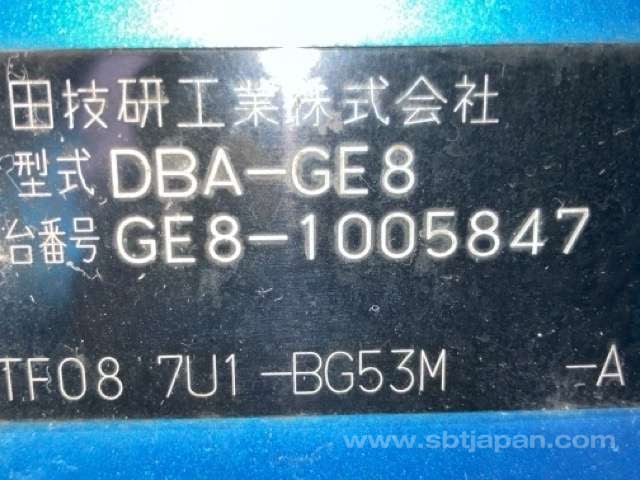 田技研工業株式会社
型式 DBA-GE8
台番号 GE8-1005847
TF08 7U1-BG53M -A
www.sbtjapan.com